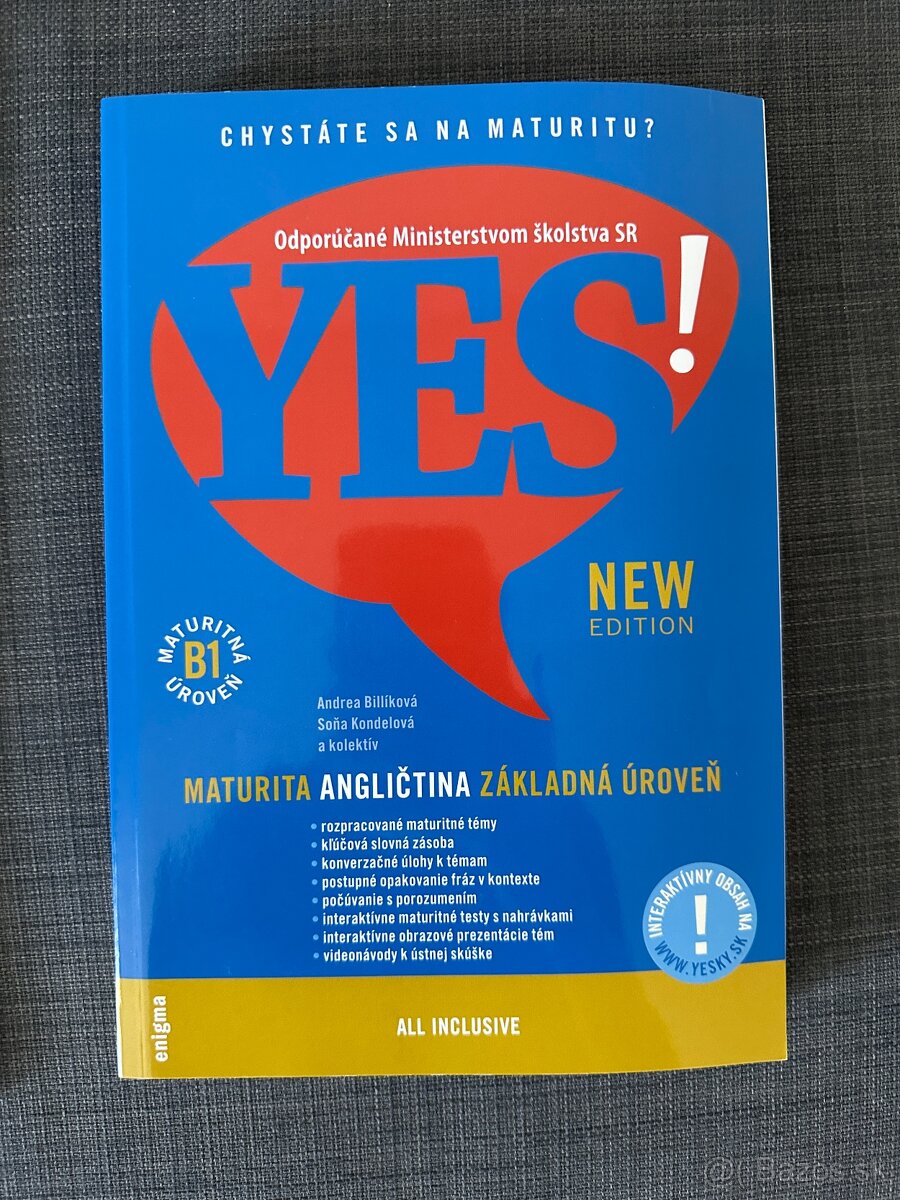 CHYSTÁTE SA NA MATURITU?
Odporúčané Ministerstvom školstva SR
YES!
NEW
EDITION
MATURITNÁ
B1
ÚROVEŇ
Andrea Billíková
Soňa Kondelová
a kolektív
MATURITA ANGLIČTINA ZÁKLADNÁ ÚROVEŇ
• rozpracované maturitné témy
• kľúčová slovná zásoba
• konverzačné úlohy k témam
• postupné opakovanie fráz v kontexte
• počúvanie s porozumením
• interaktívne maturitné testy s nahrávkami
• interaktívne obrazové prezentácie tém
• videonávody k ústnej skúške
INTERAKTÍVNY OBSAH NA
!
WWW.YESKY.SK
enigma
ALL INCLUSIVE
@( Bazos.sk